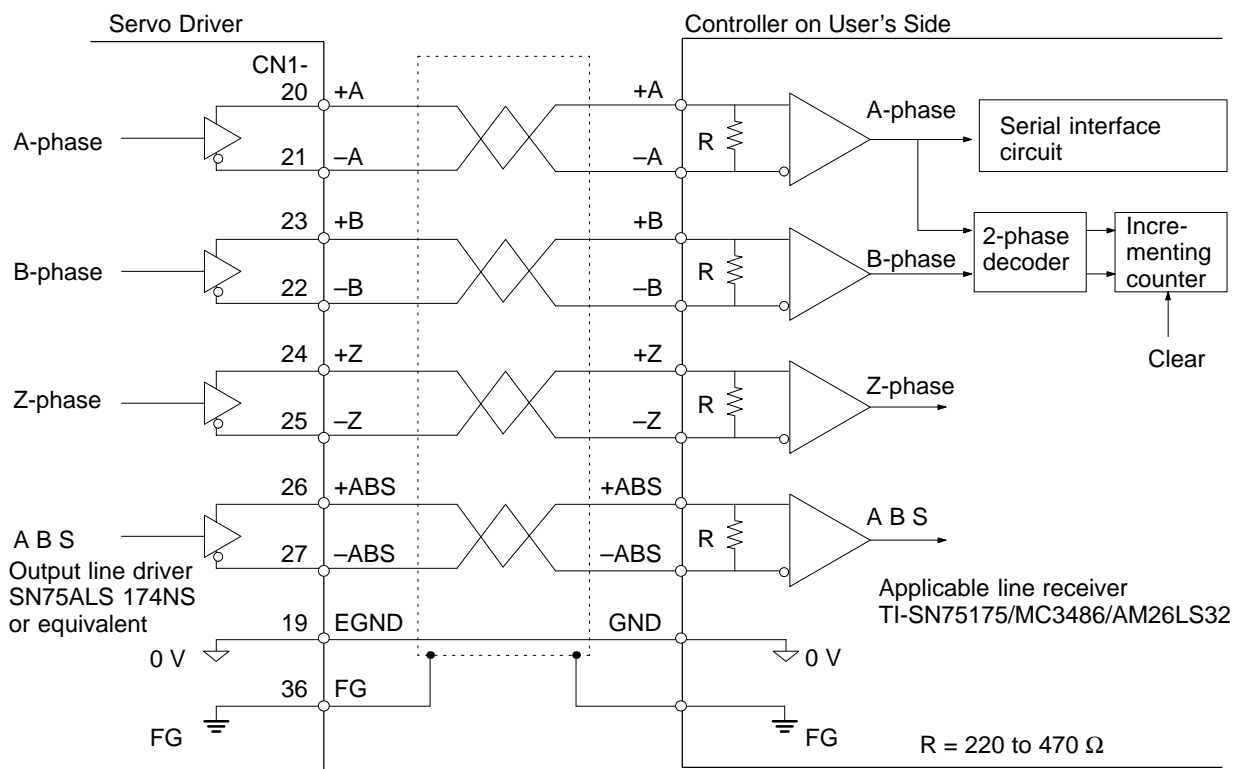 Servo Driver
Controller on User's Side
CN1-
20 +A +A
A-phase
R
A-phase
Serial interface
circuit
21 –A –A
23 +B +B
B-phase
R
B-phase
2-phase
decoder
Incre-
menting
counter
22 –B –B
Clear
24 +Z +Z
Z-phase
R
Z-phase
25 –Z –Z
26 +ABS +ABS
A B S
R
A B S
27 –ABS –ABS
Output line driver
SN75ALS 174NS
or equivalent
Applicable line receiver
TI-SN75175/MC3486/AM26LS32
19 EGND GND
0 V
0 V
36 FG
FG
FG
R = 220 to 470 Ω